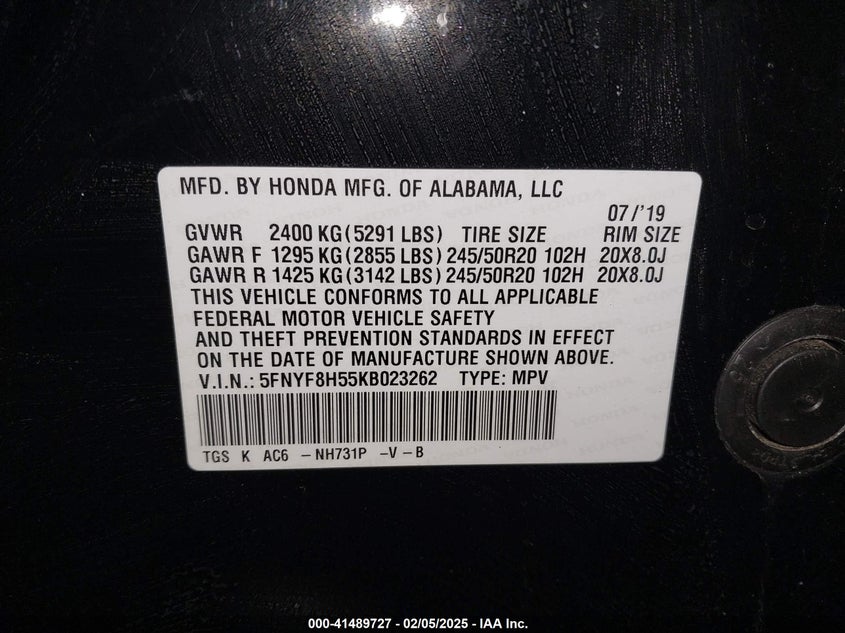 MFD. BY HONDA MFG. OF ALABAMA, LLC
07/'19
GVWR 2400 KG(5291 LBS) TIRE SIZE RIM SIZE
GAWR F 1295 KG(2855 LBS) 245/50R20 102H 20X8.0J
GAWR R 1425 KG(3142 LBS) 245/50R20 102H 20X8.0J
THIS VEHICLE CONFORMS TO ALL APPLICABLE
FEDERAL MOTOR VEHICLE SAFETY
AND THEFT PREVENTION STANDARDS IN EFFECT
ON THE DATE OF MANUFACTURE SHOWN ABOVE.
V.I.N.: 5FNYF8H55KB023262 TYPE: MPV
TGS K AC6 -NH731P -V-B
000-41489727 - 02/05/2025 - IAA Inc.